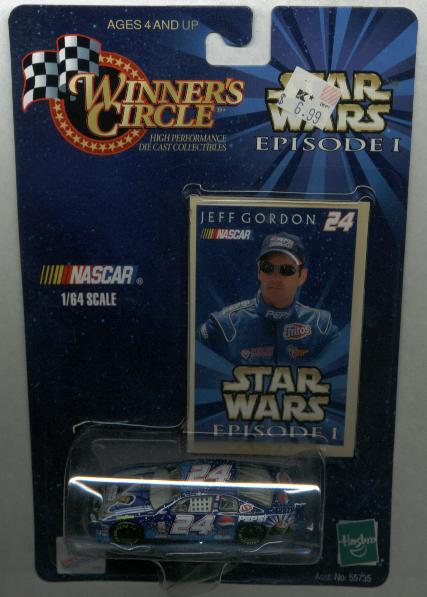 AGES 4 AND UP
WINNER'S
CIRCLE
HIGH PERFORMANCE
DIE CAST COLLECTIBLES
STAR
WARS
EPISODE I
K
$ 6.99
JEFF GORDON 24
NASCAR
PEPSI
Fritos
STAR
WARS
EPISODE I
NASCAR
1/64 SCALE
24
24
PEPSI
Hasbro
Asst. No. 55735